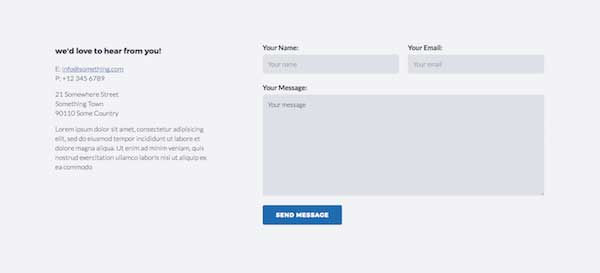 we'd love to hear from you!
E: info@something.com
P: +12 345 6789
21 Somewhere Street
Something Town
90110 Some Country
Lorem ipsum dolor sit amet, consectetur adipisicing
elit, sed do eiusmod tempor incididunt ut labore et
dolore magna aliqua. Ut enim ad minim veniam, quis
nostrud exercitation ullamco laboris nisi ut aliquip ex
ea commodo
Your Name:
Your name
Your Email:
Your email
Your Message:
Your message
SEND MESSAGE